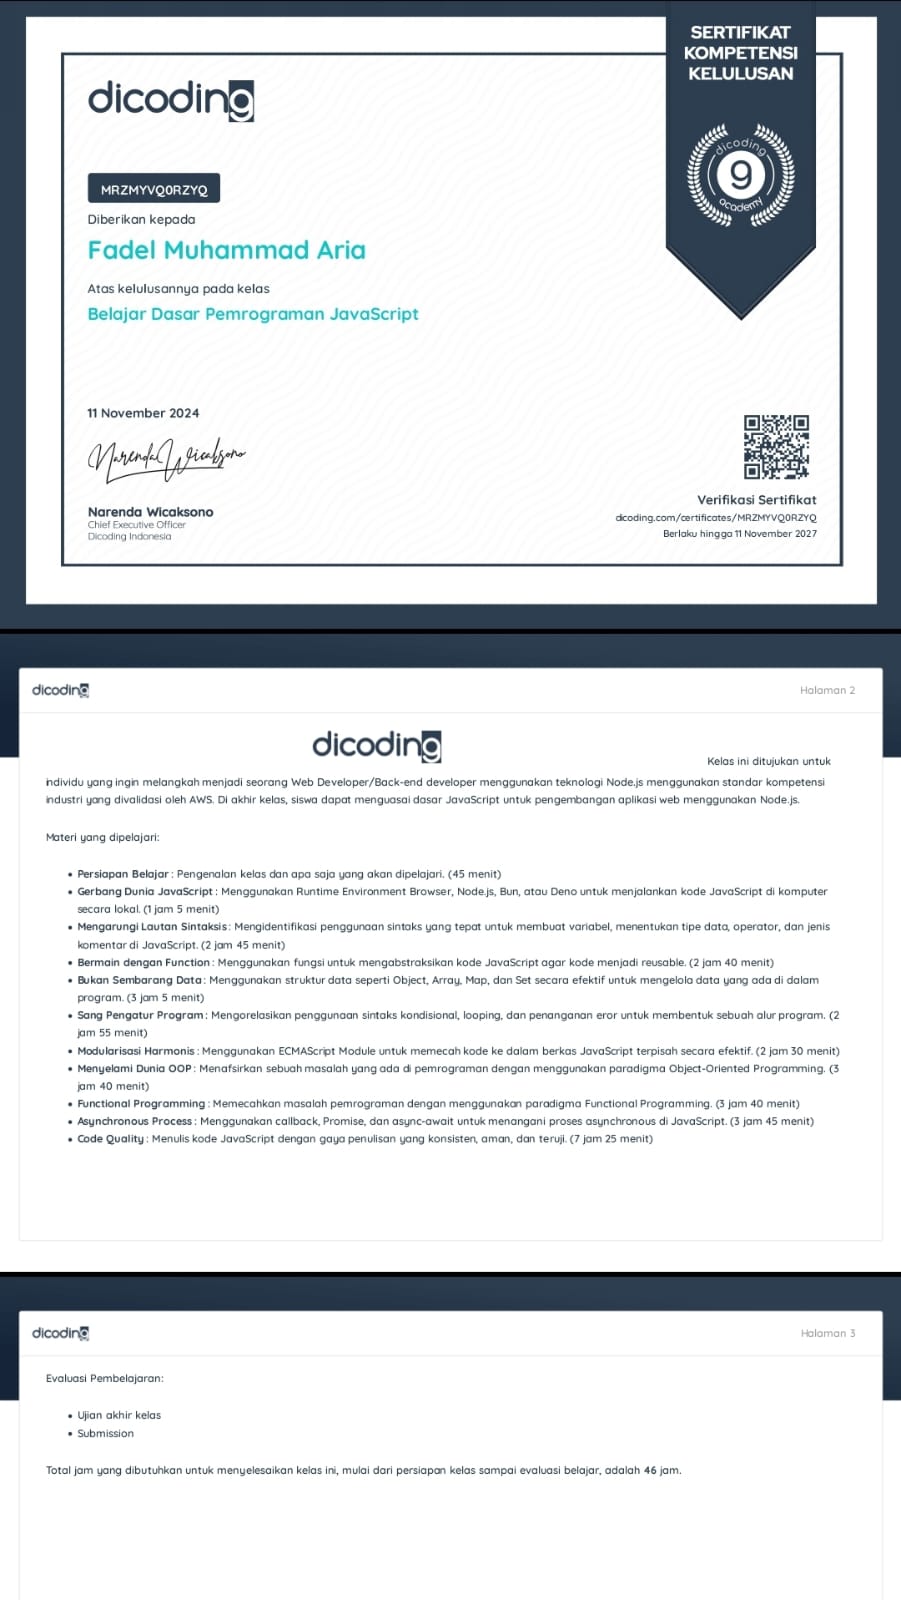 SERTIFIKAT
KOMPETENSI
KELULUSAN
dicoding
dicoding
9
academy
MRZMYVQ0RZYQ
Diberikan kepada
Fadel Muhammad Aria
Atas kelulusannya pada kelas
Belajar Dasar Pemrograman JavaScript
11 November 2024
Narenda Wicaksono
Narenda Wicaksono
Chief Executive Officer
Dicoding Indonesia
Verifikasi Sertifikat
dicoding.com/certificates/MRZMYVQ0RZYQ
Berlaku hingga 11 November 2027
dicoding
Halaman 2
dicoding
Kelas ini ditujukan untuk
individu yang ingin melangkah menjadi seorang Web Developer/Back-end developer menggunakan teknologi Node.js menggunakan standar kompetensi
industri yang divalidasi oleh AWS. Di akhir kelas, siswa dapat menguasai dasar JavaScript untuk pengembangan aplikasi web menggunakan Node.js.
Materi yang dipelajari:
• Persiapan Belajar : Pengenalan kelas dan apa saja yang akan dipelajari. (45 menit)
• Gerbang Dunia JavaScript : Menggunakan Runtime Environment Browser, Node.js, Bun, atau Deno untuk menjalankan kode JavaScript di komputer
secara lokal. (1 jam 5 menit)
• Mengarungi Lautan Sintaksis : Mengidentifikasi penggunaan sintaks yang tepat untuk membuat variabel, menentukan tipe data, operator, dan jenis
komentar di JavaScript. (2 jam 45 menit)
• Bermain dengan Function : Menggunakan fungsi untuk mengabstraksikan kode JavaScript agar kode menjadi reusable. (2 jam 40 menit)
• Bukan Sembarang Data : Menggunakan struktur data seperti Object, Array, Map, dan Set secara efektif untuk mengelola data yang ada di dalam
program. (3 jam 5 menit)
• Sang Pengatur Program : Mengorelasikan penggunaan sintaks kondisional, looping, dan penanganan eror untuk membentuk sebuah alur program. (2
jam 55 menit)
• Modularisasi Harmonis : Menggunakan ECMAScript Module untuk memecah kode ke dalam berkas JavaScript terpisah secara efektif. (2 jam 30 menit)
• Menyelami Dunia OOP : Menafsirkan sebuah masalah yang ada di pemrograman dengan menggunakan paradigma Object-Oriented Programming. (3
jam 40 menit)
• Functional Programming : Memecahkan masalah pemrograman dengan menggunakan paradigma Functional Programming. (3 jam 40 menit)
• Asynchronous Process : Menggunakan callback, Promise, dan async-await untuk menangani proses asynchronous di JavaScript. (3 jam 45 menit)
• Code Quality : Menulis kode JavaScript dengan gaya penulisan yang konsisten, aman, dan teruji. (7 jam 25 menit)
dicoding
Halaman 3
Evaluasi Pembelajaran:
• Ujian akhir kelas
• Submission
Total jam yang dibutuhkan untuk menyelesaikan kelas ini, mulai dari persiapan kelas sampai evaluasi belajar, adalah 46 jam.